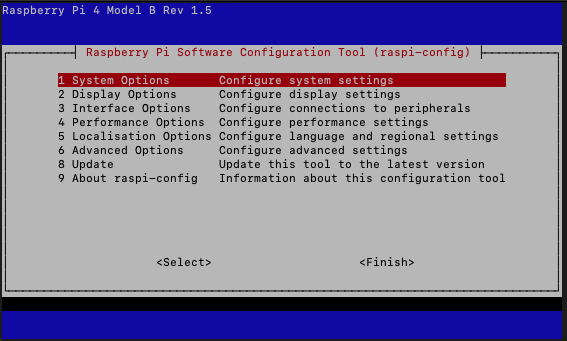 Raspberry Pi 4 Model B Rev 1.5
Raspberry Pi Software Configuration Tool (raspi-config)
1 System Options Configure system settings
2 Display Options Configure display settings
3 Interface Options Configure connections to peripherals
4 Performance Options Configure performance settings
5 Localisation Options Configure language and regional settings
6 Advanced Options Configure advanced settings
8 Update Update this tool to the latest version
9 About raspi-config Information about this configuration tool
<Select> <Finish>